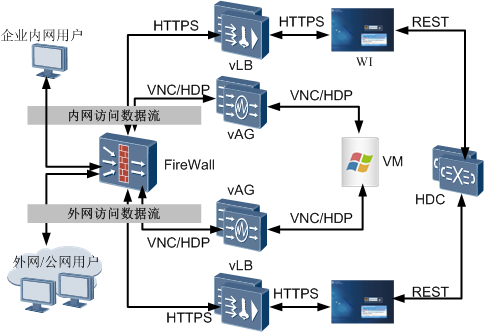 HTTPS
HTTPS
REST
企业内网用户
vLB
WI
VNC/HDP
VNC/HDP
内网访问数据流
vAG
FireWall
VM
vAG
HDC
外网访问数据流
VNC/HDP
VNC/HDP
外网/公网用户
vLB
HTTPS
REST
HTTPS